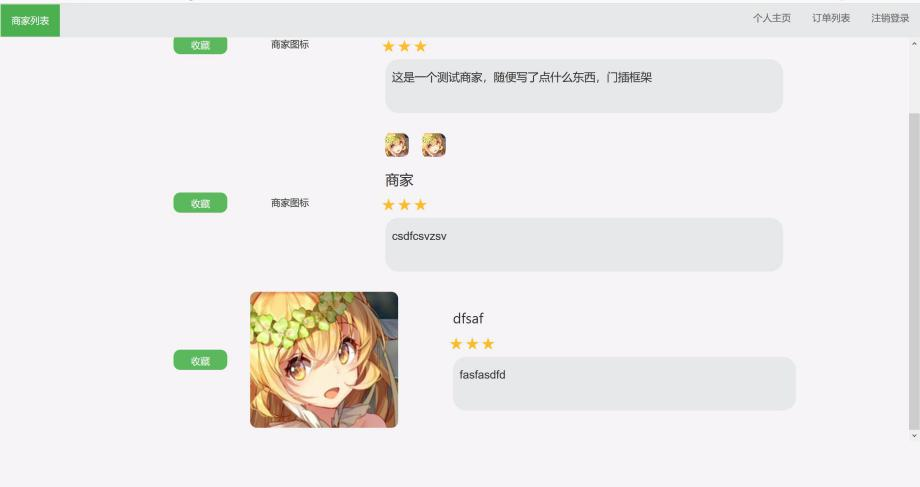 商家列表
个人主页 订单列表 注销登录
收藏 商家图标
这是一个测试商家，随便写了点什么东西，门插框架
商家
收藏 商家图标
csdfcsvzsv
dfsaf
收藏
fasfasdfd